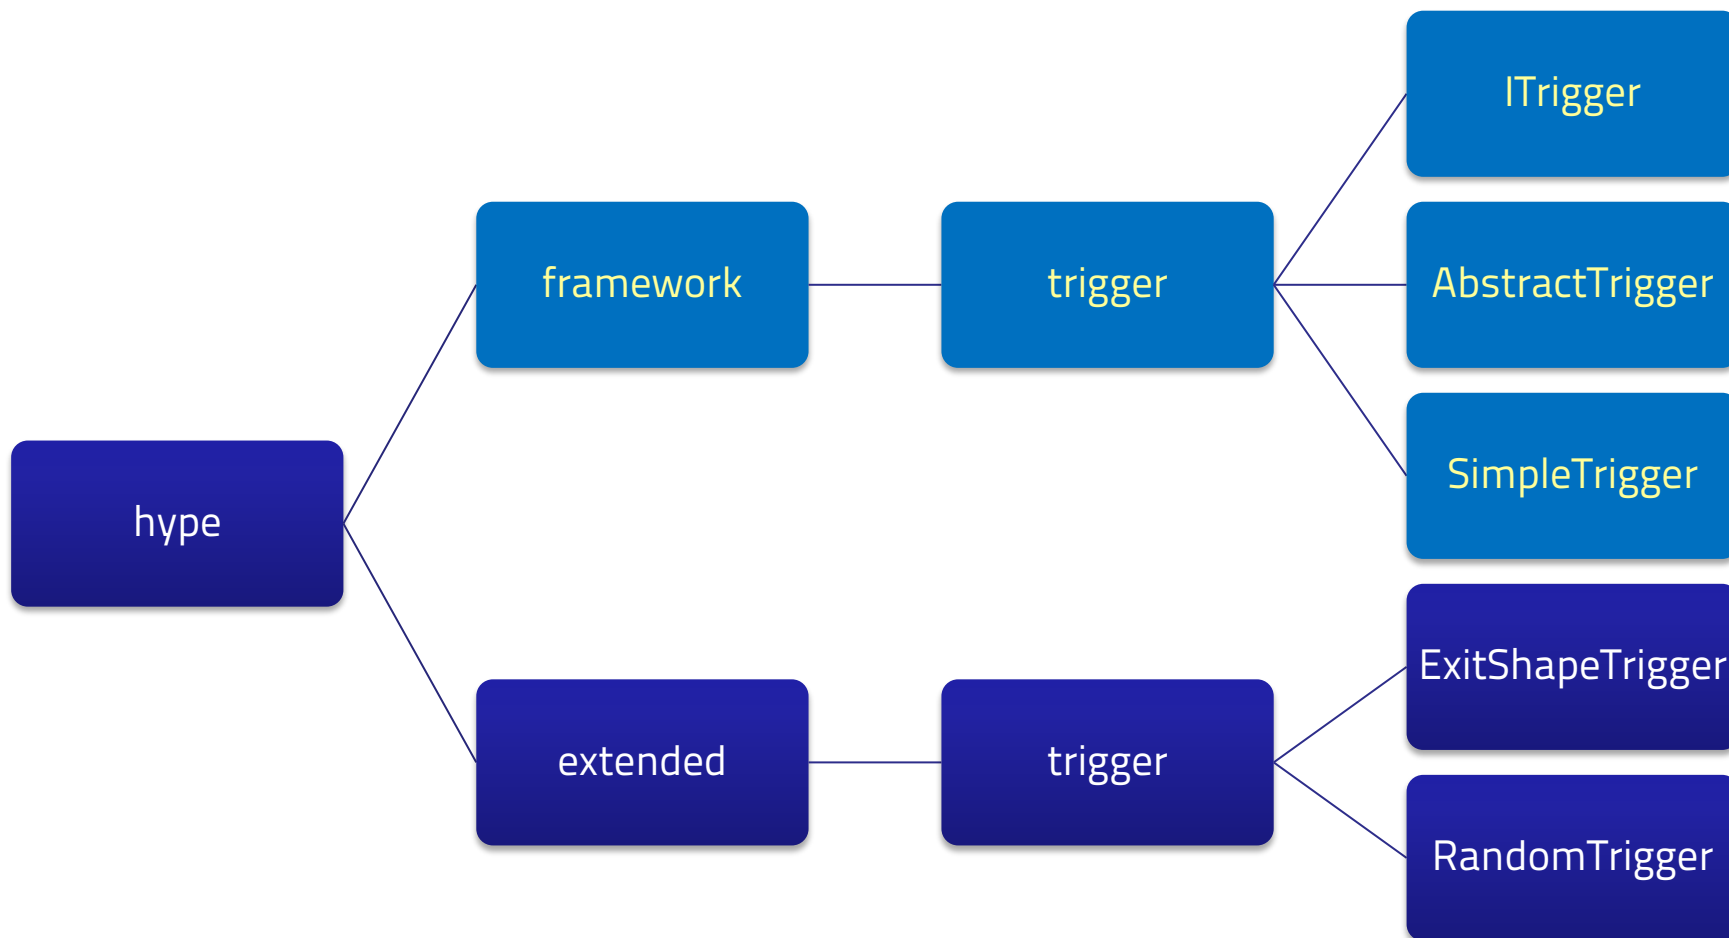 hype
framework
trigger
ITrigger
AbstractTrigger
SimpleTrigger
extended
trigger
ExitShapeTrigger
RandomTrigger